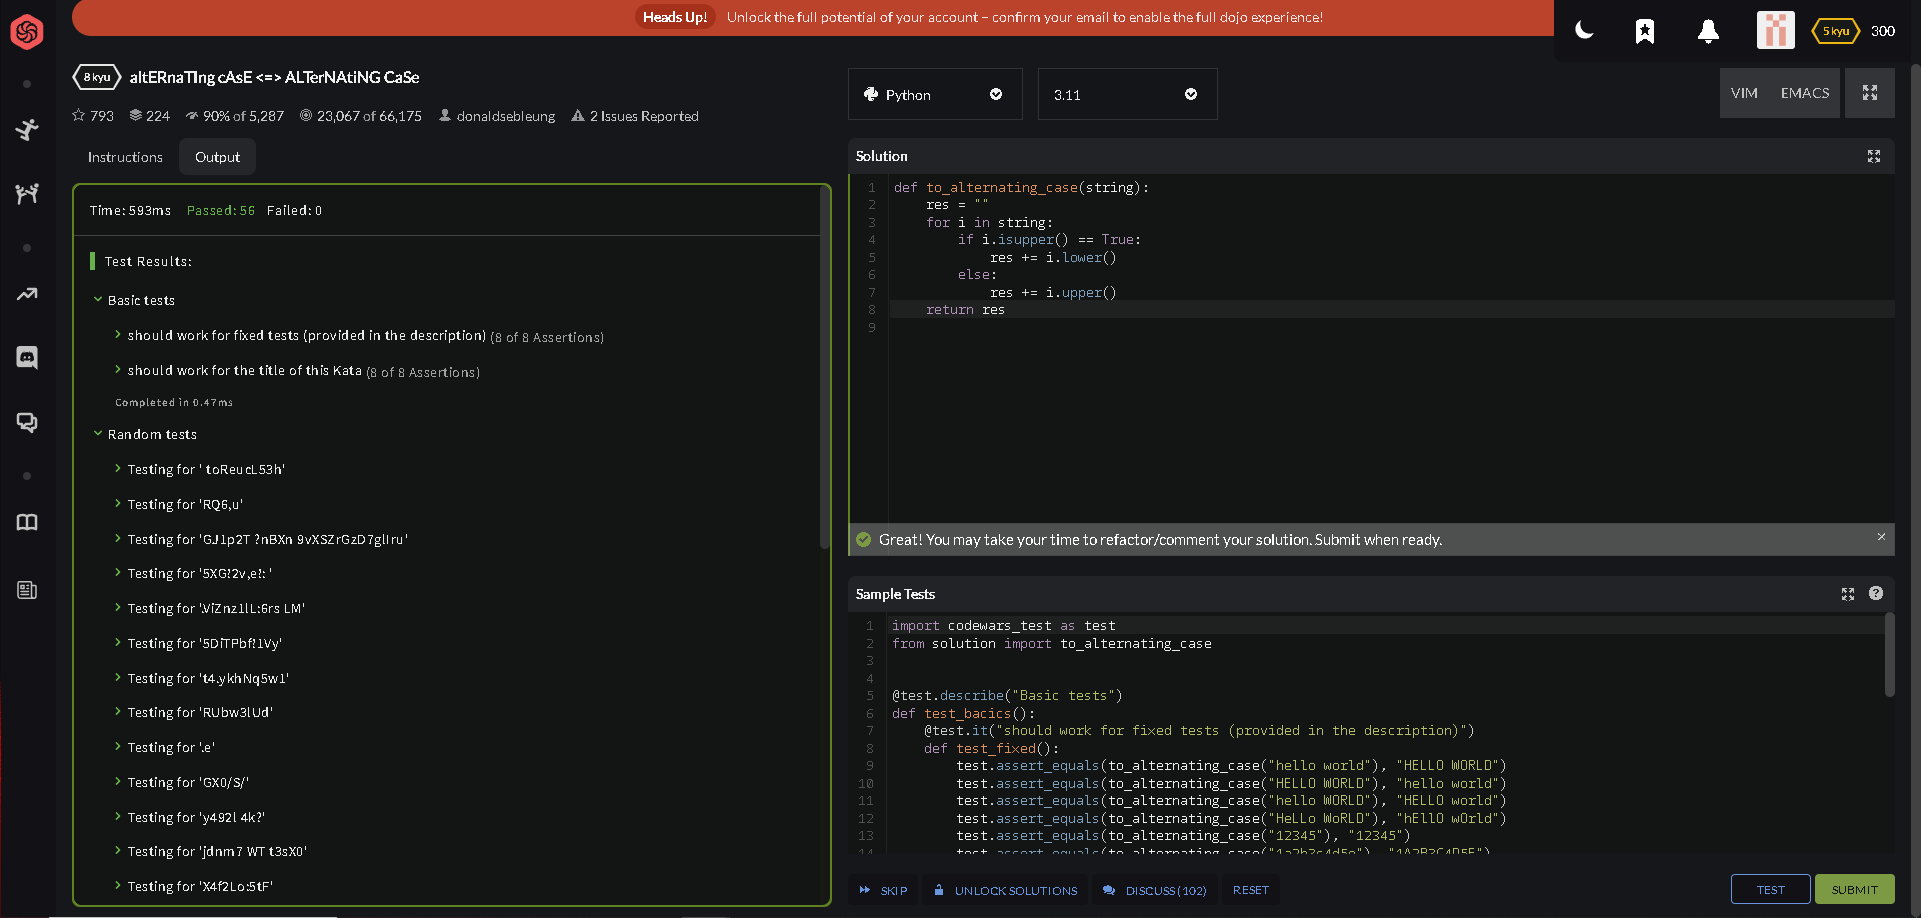 Heads Up! Unlock the full potential of your account – confirm your email to enable the full dojo experience!
5 kyu 300
8 kyu altERnaTIng cAsE <=> ALTerNAtiNG CaSe
793 224 90% of 5,287 23,067 of 66,175 donaldsebleung 2 Issues Reported
Instructions Output
Time: 593ms Passed: 56 Failed: 0
Test Results:
Basic tests
should work for fixed tests (provided in the description) (8 of 8 Assertions)
should work for the title of this Kata (8 of 8 Assertions)
Completed in 0.47ms
Random tests
Testing for ' toReucL53h'
Testing for 'RQ6,u'
Testing for 'GJ1p2T ?nBXn 9vXSZrGzD7glIru'
Testing for '5XG!2v,e!: '
Testing for '.ViZnz1lL:6rs LM'
Testing for '5DiTPbf!1Vy'
Testing for 't4.ykhNq5w1'
Testing for 'RUbw3lUd'
Testing for '.e'
Testing for 'GX0/S/'
Testing for 'y492l 4k?'
Testing for 'jdnm7 WT t3sX0'
Testing for 'X4f2Lo:5tF'
Python 3.11 VIM EMACS
Solution
1 def to_alternating_case(string):
2 res = ""
3 for i in string:
4 if i.isupper() == True:
5 res += i.lower()
6 else:
7 res += i.upper()
8 return res
9
Great! You may take your time to refactor/comment your solution. Submit when ready. ×
Sample Tests
1 import codewars_test as test
2 from solution import to_alternating_case
3
4
5 @test.describe("Basic tests")
6 def test_bacics():
7 @test.it("should work for fixed tests (provided in the description)")
8 def test_fixed():
9 test.assert_equals(to_alternating_case("hello world"), "HELLO WORLD")
10 test.assert_equals(to_alternating_case("HELLO WORLD"), "hello world")
11 test.assert_equals(to_alternating_case("hello WORLD"), "HELLO world")
12 test.assert_equals(to_alternating_case("HeLLo WoRLD"), "hEllO wOrld")
13 test.assert_equals(to_alternating_case("12345"), "12345")
14 test.assert_equals(to_alternating_case("1a2b3c4d5e"), "1A2B3C4D5E")
SKIP UNLOCK SOLUTIONS DISCUSS (102) RESET TEST SUBMIT